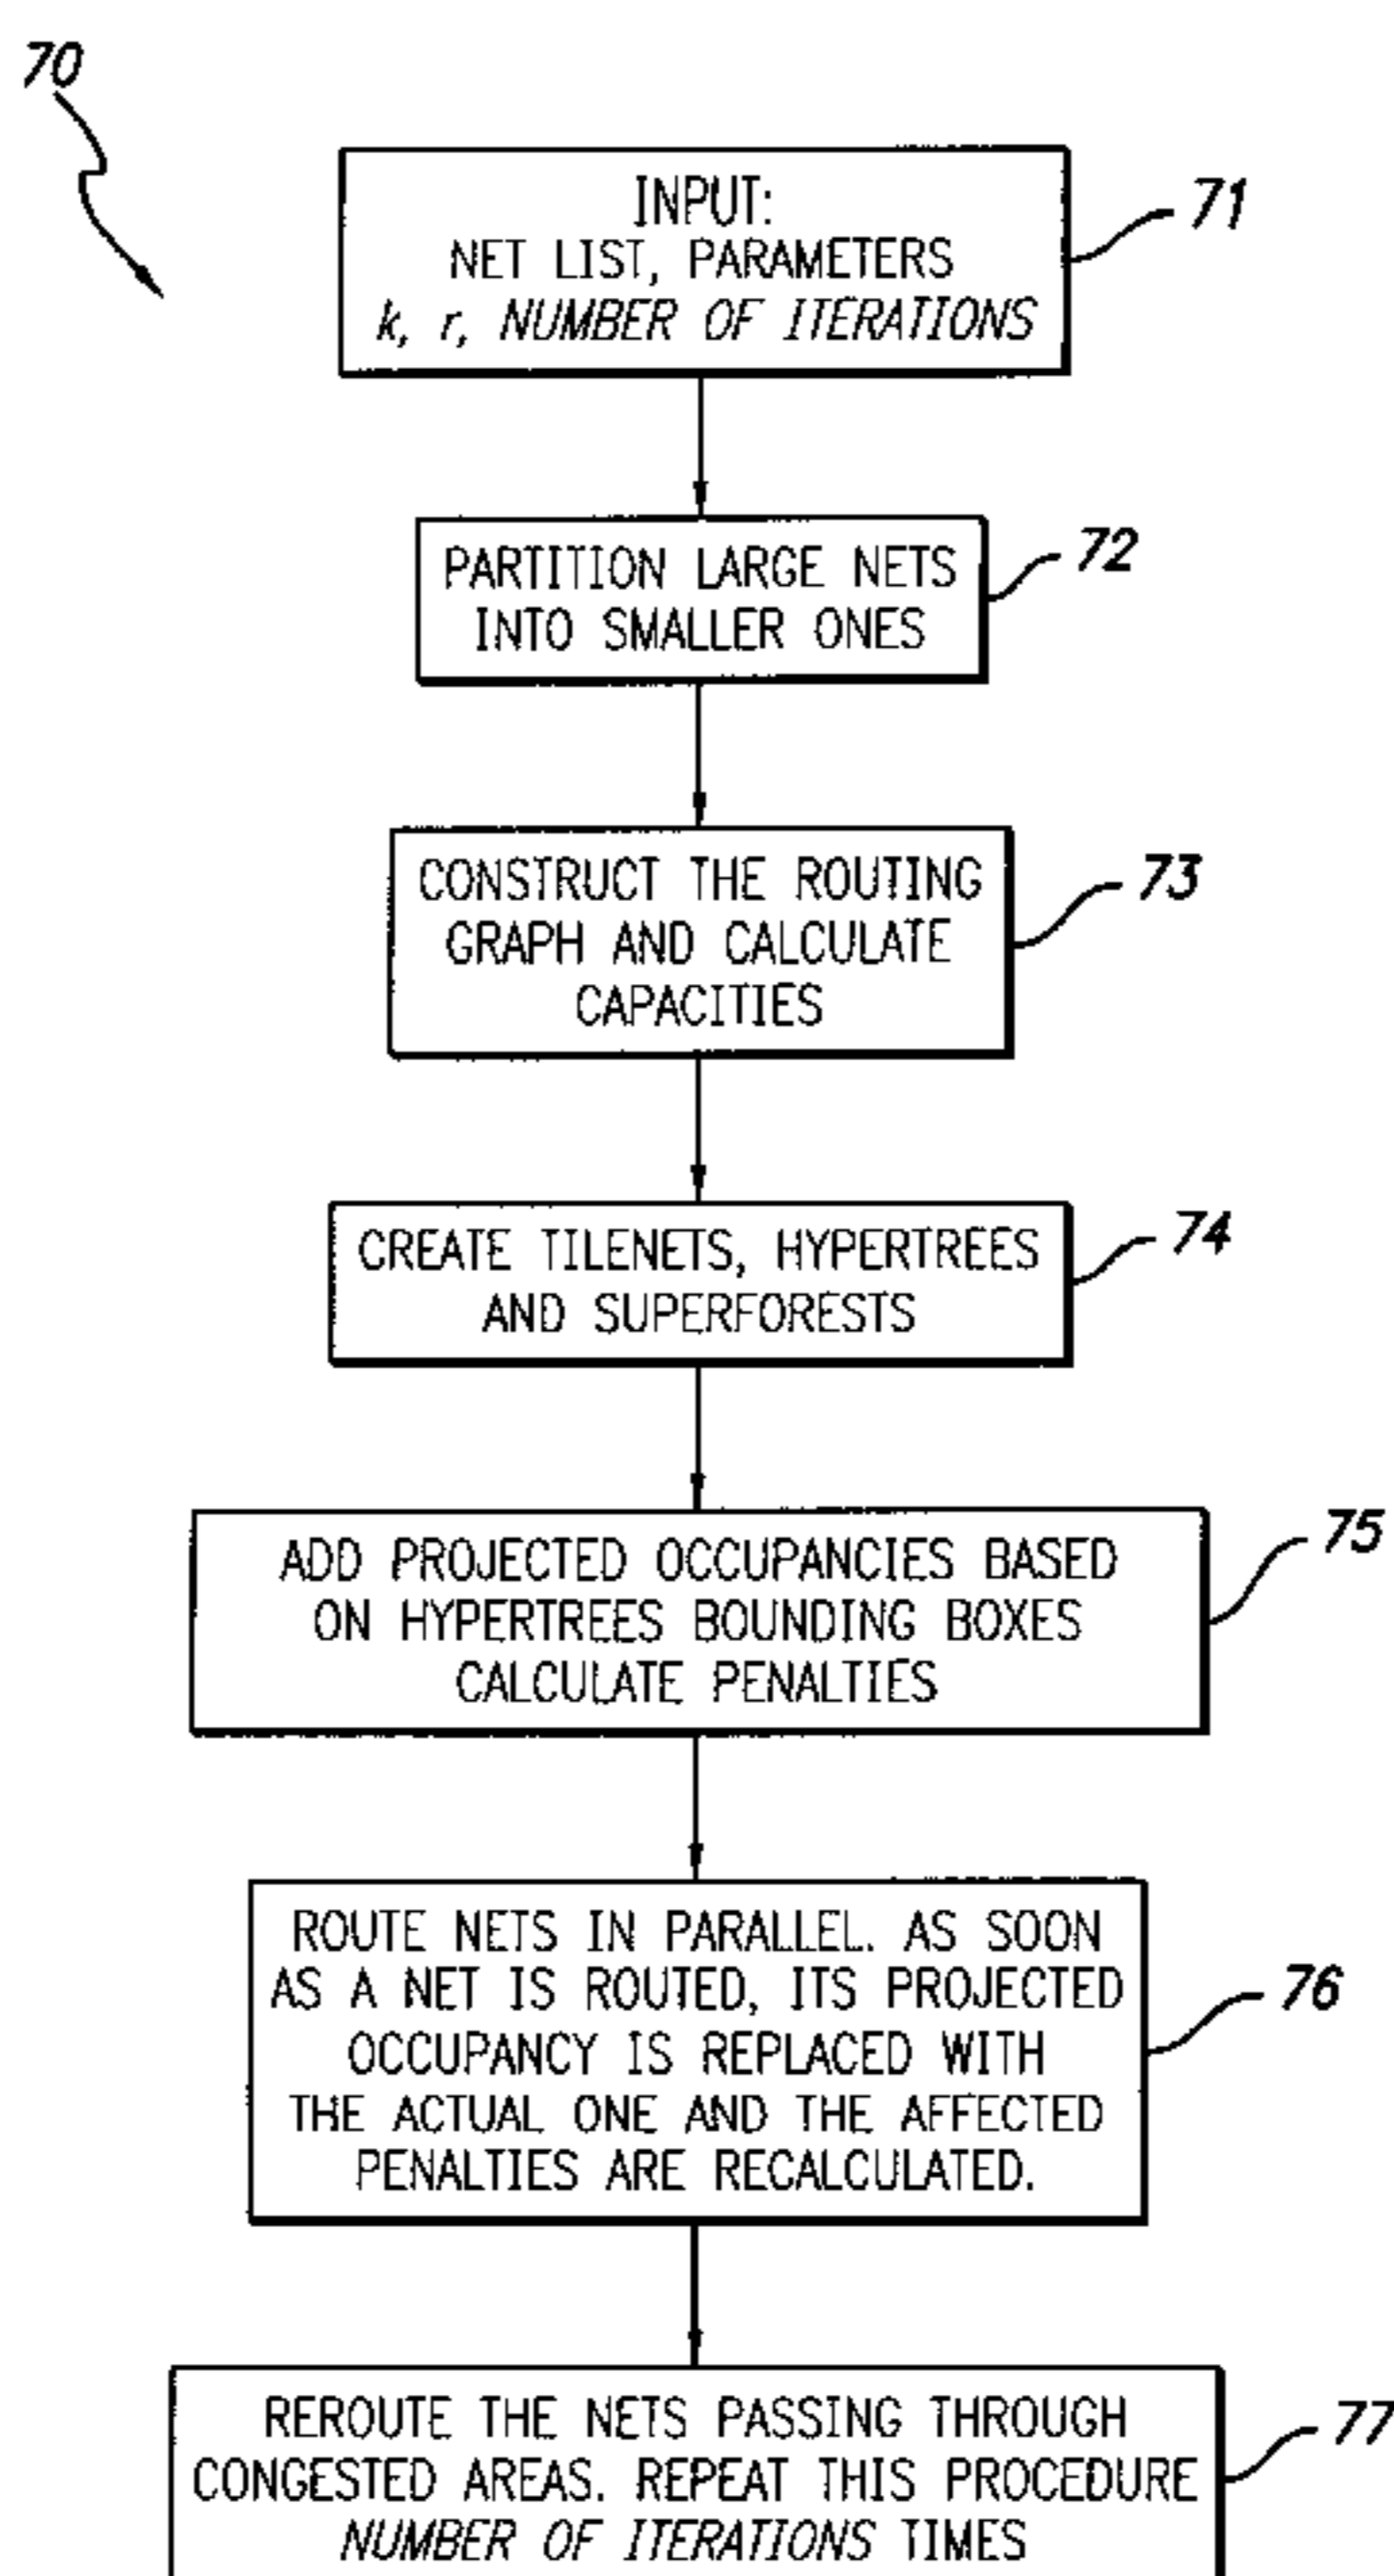 70
INPUT:
NET LIST, PARAMETERS
k, r, NUMBER OF ITERATIONS
71
PARTITION LARGE NETS
INTO SMALLER ONES
72
CONSTRUCT THE ROUTING
GRAPH AND CALCULATE
CAPACITIES
73
CREATE TILENETS, HYPERTREES
AND SUPERFORESTS
74
ADD PROJECTED OCCUPANCIES BASED
ON HYPERTREES BOUNDING BOXES
CALCULATE PENALTIES
75
ROUTE NETS IN PARALLEL. AS SOON
AS A NET IS ROUTED, ITS PROJECTED
OCCUPANCY IS REPLACED WITH
THE ACTUAL ONE AND THE AFFECTED
PENALTIES ARE RECALCULATED.
76
REROUTE THE NETS PASSING THROUGH
CONGESTED AREAS. REPEAT THIS PROCEDURE
NUMBER OF ITERATIONS TIMES
77